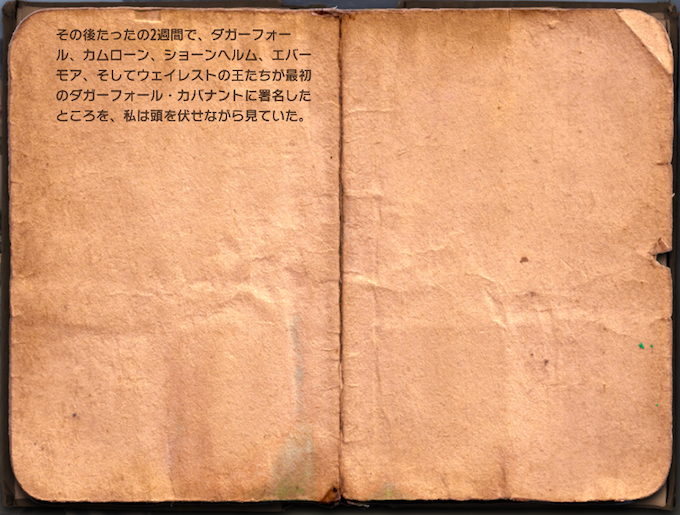 その後たったの2週間で、ダガーフォー
ル、カムローン、ショーンヘルム、エバー
モア、そしてウェイレストの王たちが最初
のダガーフォール・カバナントに署名した
ところを、私は頭を伏せながら見ていた。